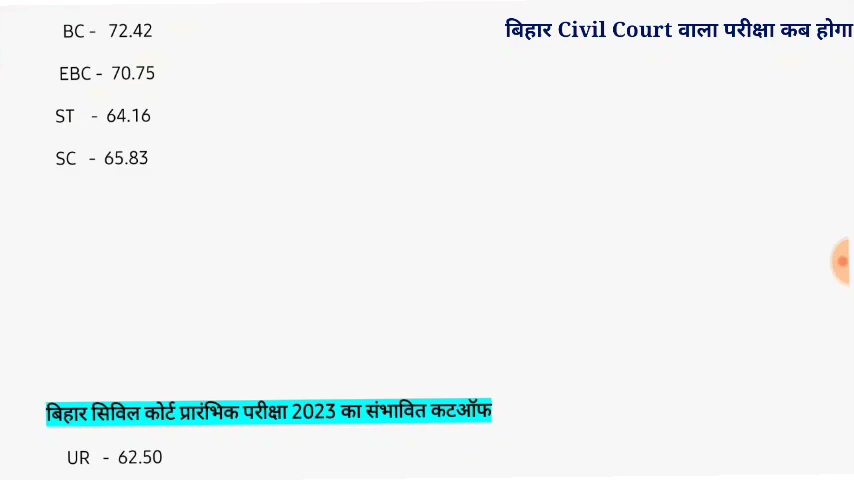 BC - 72.42
बिहार Civil Court वाला परीक्षा कब होगा
EBC - 70.75
ST - 64.16
SC - 65.83
बिहार सिविल कोर्ट प्रारंभिक परीक्षा 2023 का संभावित कटऑफ
UR - 62.50